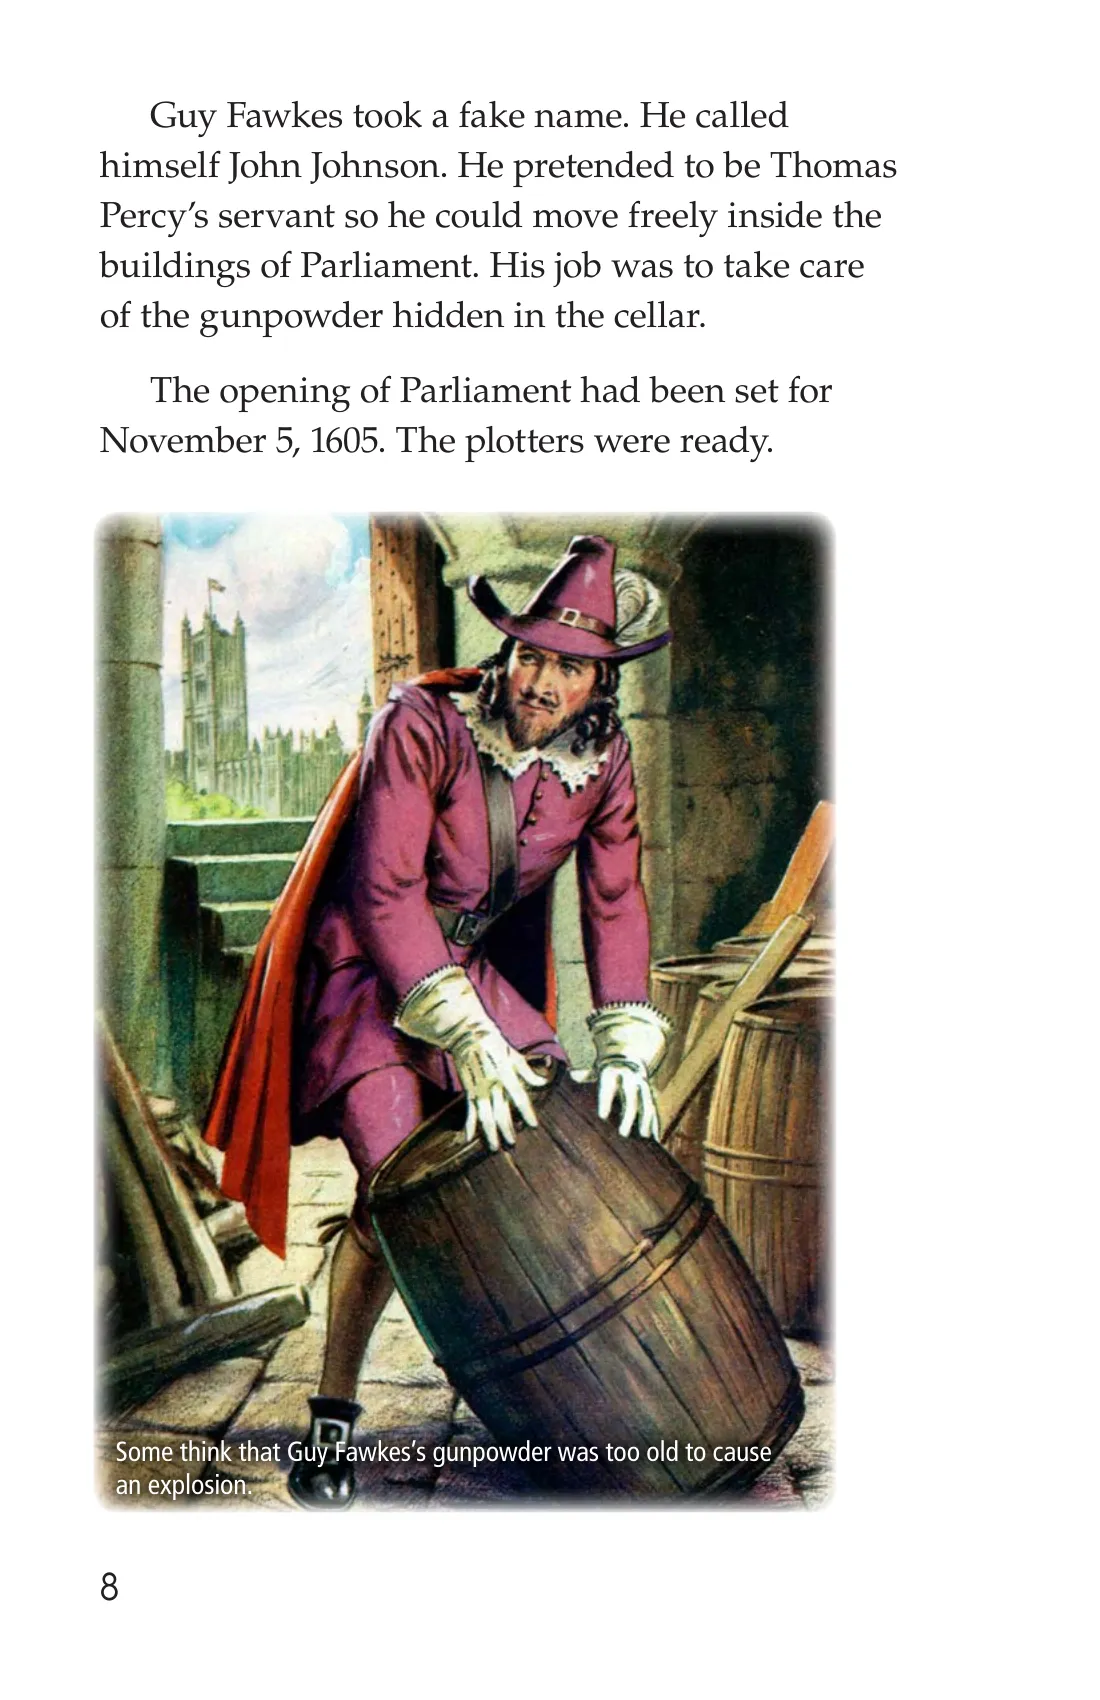 Guy Fawkes took a fake name. He called
himself John Johnson. He pretended to be Thomas
Percy’s servant so he could move freely inside the
buildings of Parliament. His job was to take care
of the gunpowder hidden in the cellar.
The opening of Parliament had been set for
November 5, 1605. The plotters were ready.
Some think that Guy Fawkes’s gunpowder was too old to cause
an explosion.
8